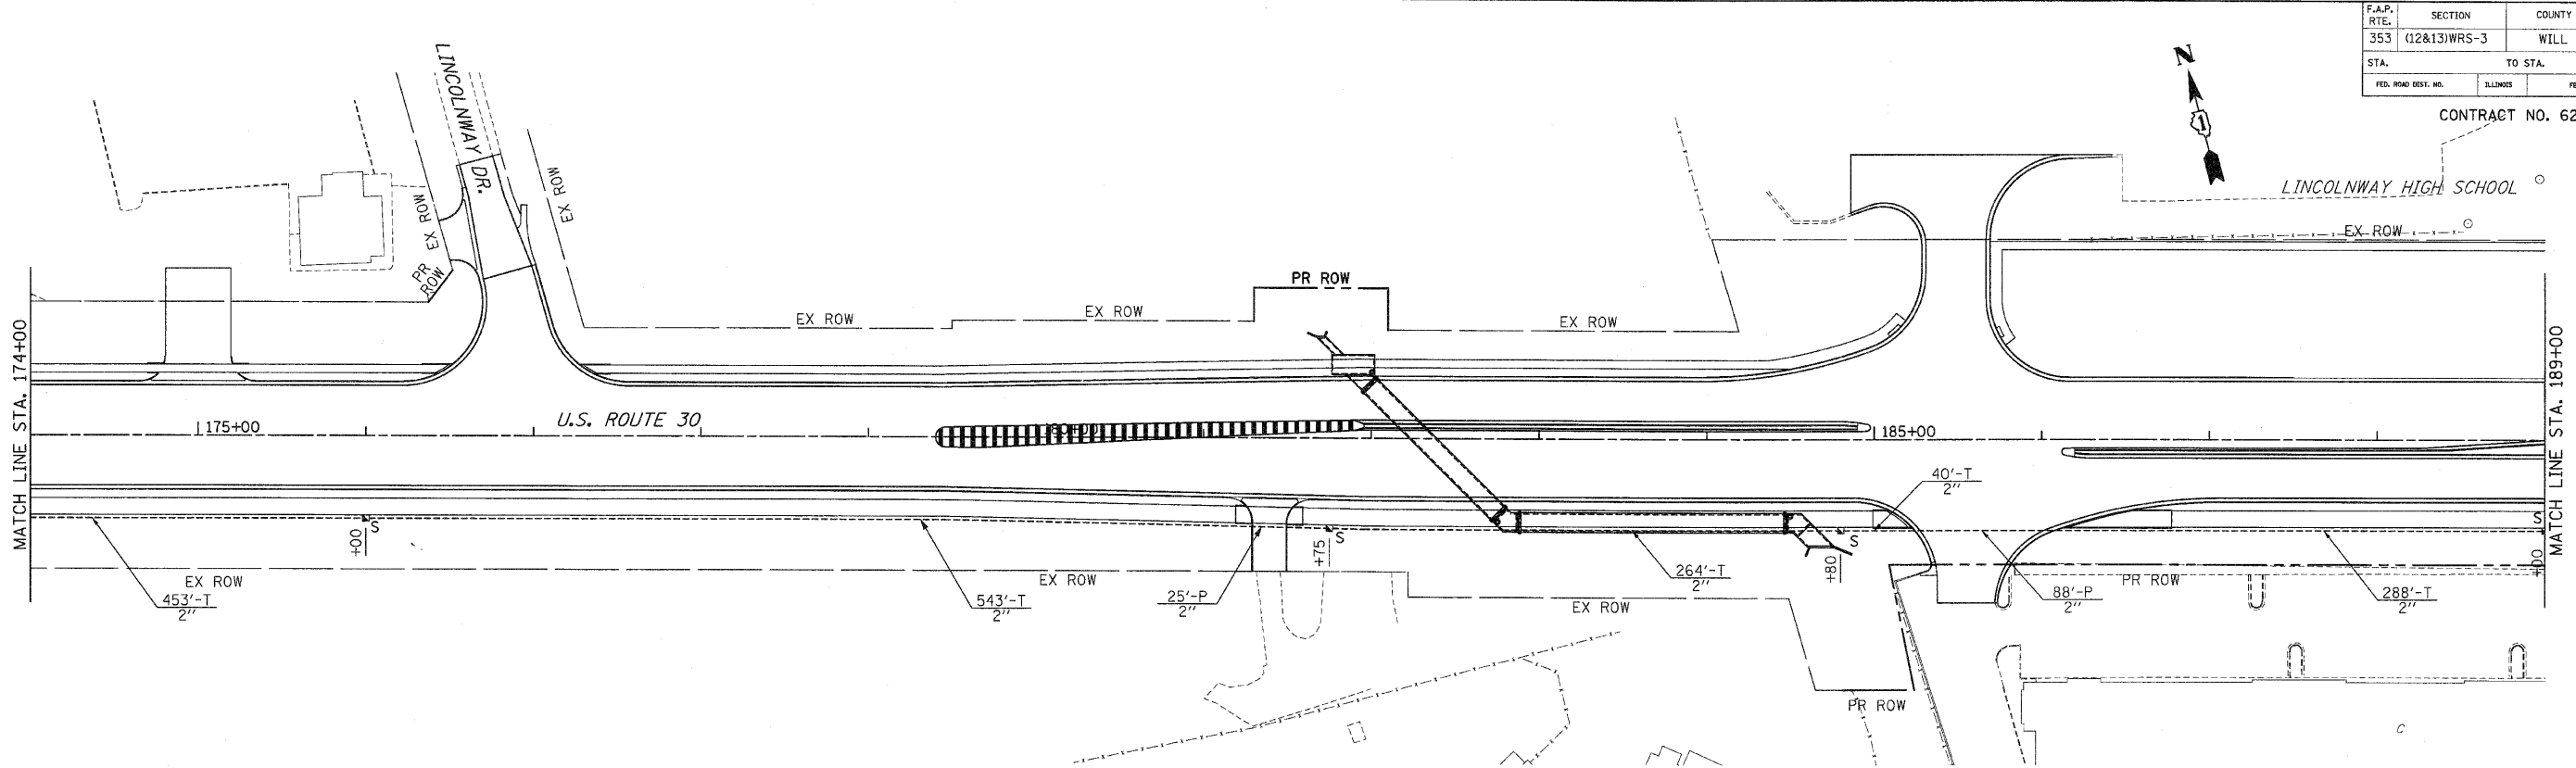 F.A.P. RTE. SECTION COUNTY
353 (12&13)WRS-3 WILL
STA. TO STA.
FED. ROAD DIST. NO. ILLINOIS FE
CONTRACT NO. 62
N
1
LINCOLNWAY DR.
LINCOLNWAY HIGH SCHOOL
EX ROW
EX ROW
EX ROW
PR ROW
PR ROW
EX ROW
EX ROW
EX ROW
MATCH LINE STA. 174+00
MATCH LINE STA. 189+00
175+00
U.S. ROUTE 30
180+00
185+00
40'-T
2''
+00
S
+75
S
+80
S
S
+00
EX ROW
453'-T
2''
543'-T
2''
EX ROW
25'-P
2''
264'-T
2''
EX ROW
PR ROW
88'-P
2''
288'-T
2''
PR ROW
C